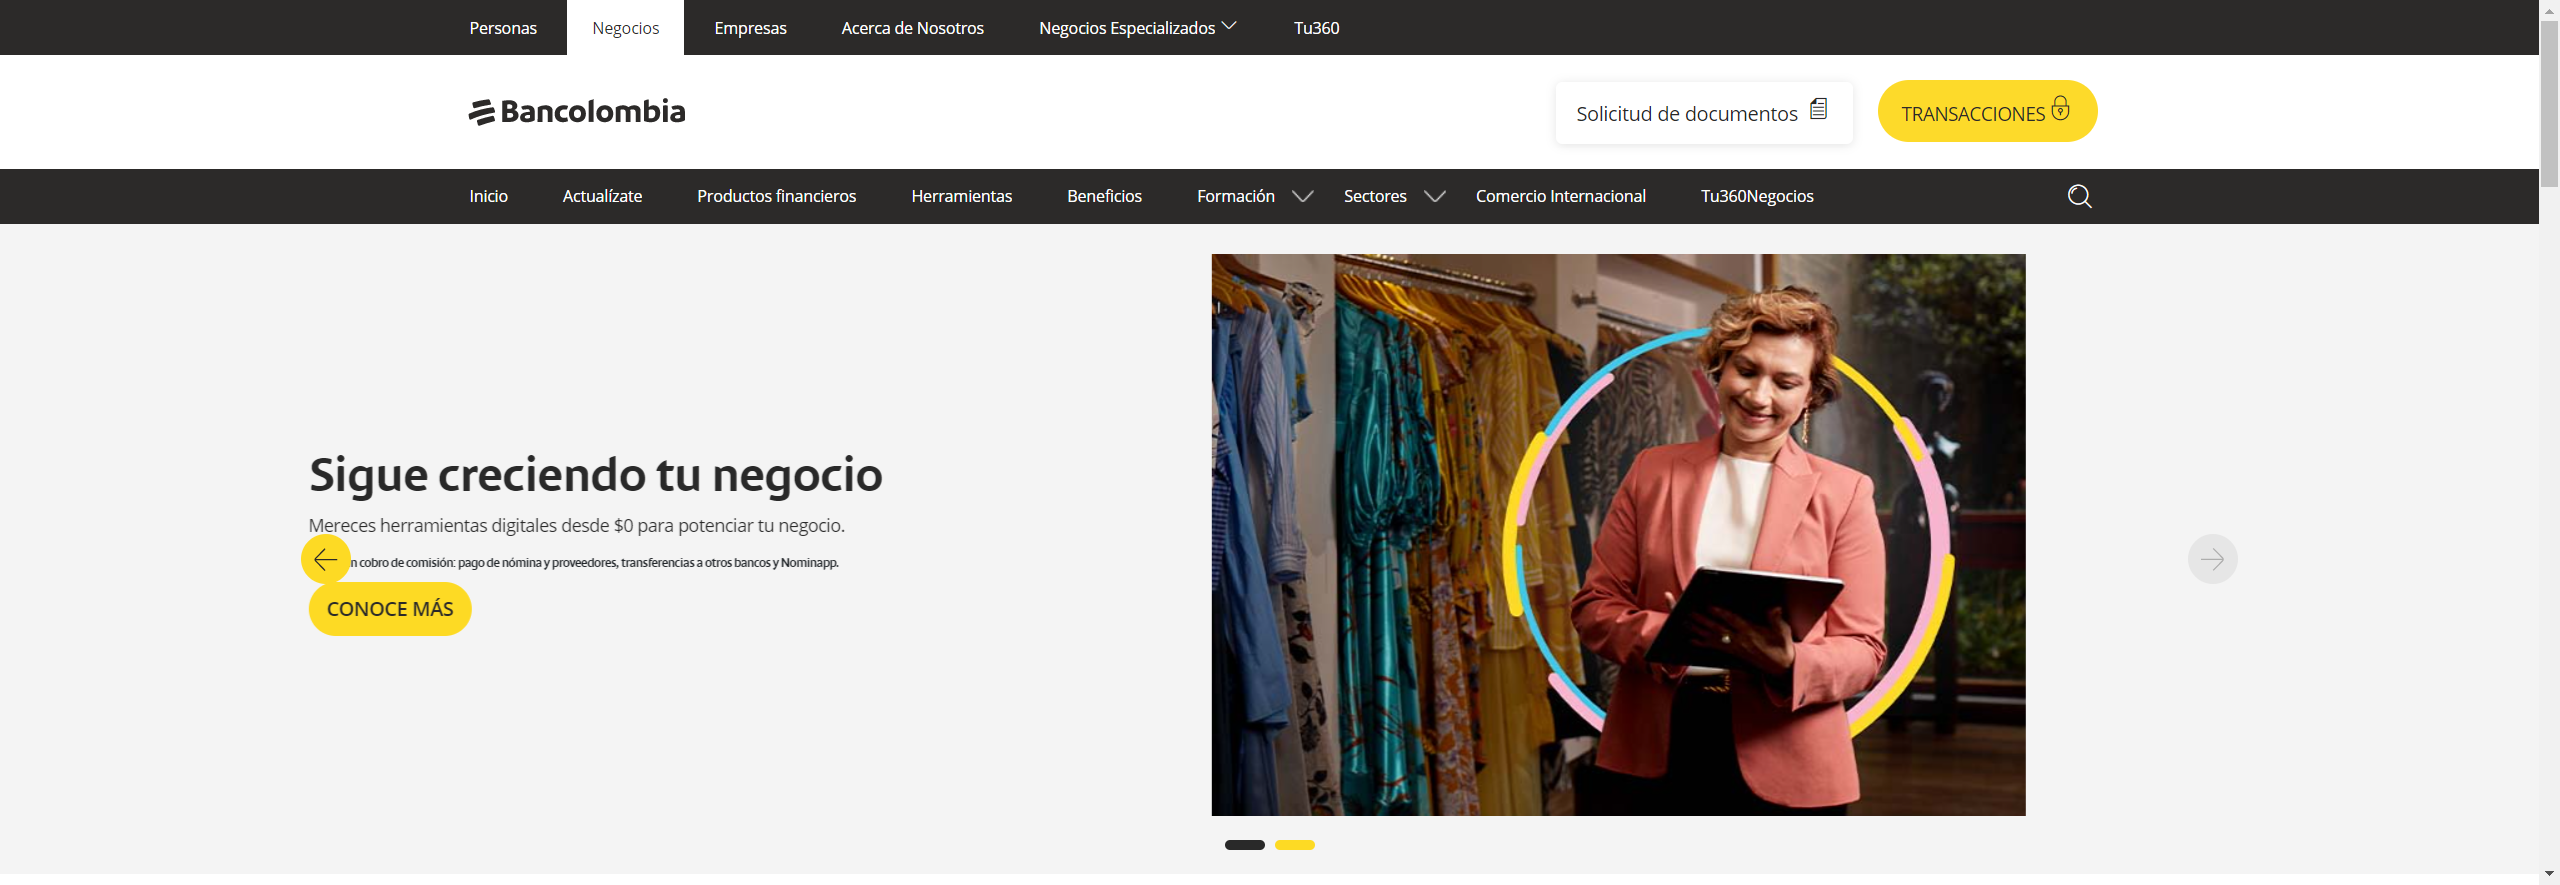 Personas Negocios Empresas Acerca de Nosotros Negocios Especializados Tu360
Bancolombia Solicitud de documentos TRANSACCIONES
Inicio Actualízate Productos financieros Herramientas Beneficios Formación Sectores Comercio Internacional Tu360Negocios
Sigue creciendo tu negocio
Mereces herramientas digitales desde $0 para potenciar tu negocio.
cobro de comisión: pago de nómina y proveedores, transferencias a otros bancos y Nominapp.
CONOCE MÁS